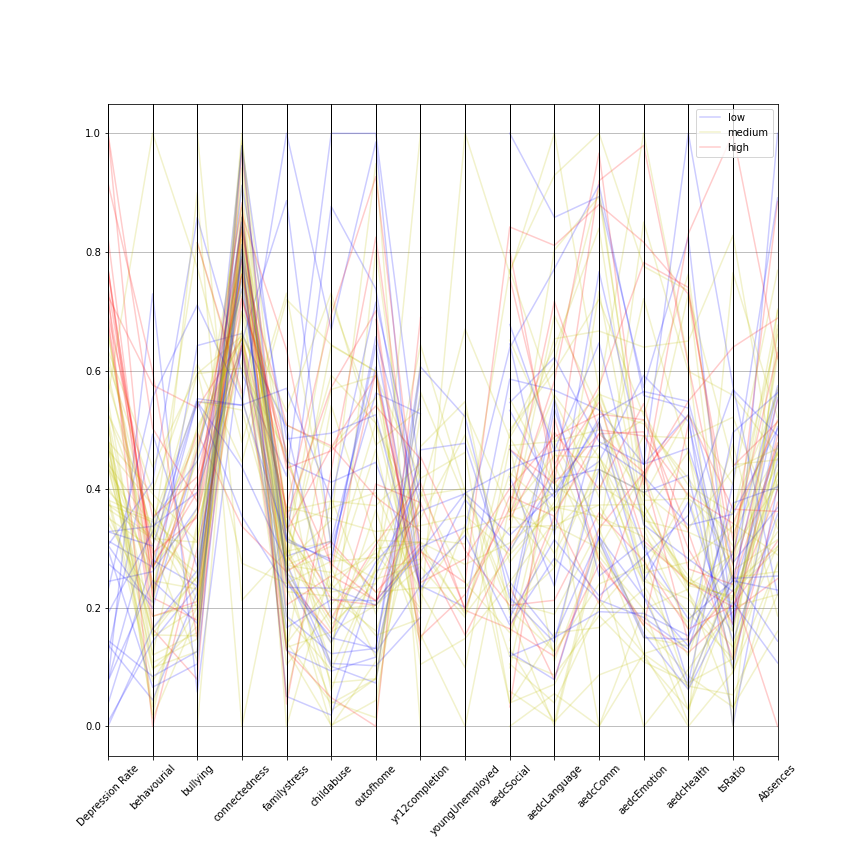 low
medium
high
1.0
0.8
0.6
0.4
0.2
0.0
Depression Rate
behavourial
bullying
connectedness
familystress
childabuse
outofhome
yr12completion
youngUnemployed
aedcSocial
aedcLanguage
aedcComm
aedcEmotion
aedcHealth
tsRatio
Absences